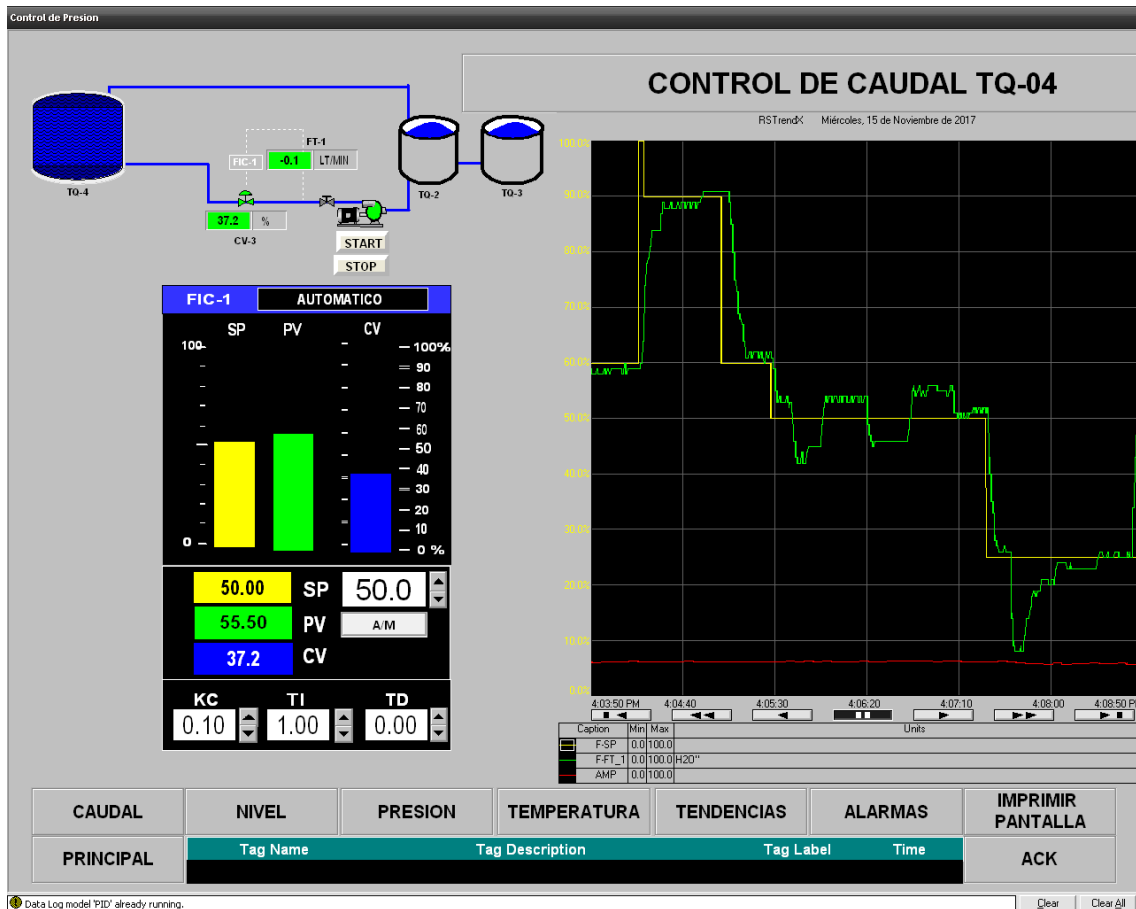 Control de Presion
CONTROL DE CAUDAL TQ-04
RSTrendX Miércoles, 15 de Noviembre de 2017
FT-1
FIC-1 -0.1 LT/MIN
TQ-4
TQ-2
TQ-3
37.2 %
CV-3
START
STOP
FIC-1 AUTOMATICO
SP PV CV
100
0
100%
90
80
70
60
50
40
30
20
10
0 %
50.00 SP 50.0
55.50 PV A/M
37.2 CV
KC TI TD
0.10 1.00 0.00
100.0%
90.0%
80.0%
70.0%
60.0%
50.0%
40.0%
30.0%
20.0%
10.0%
0.0%
4:03:50 PM 4:04:40 4:05:30 4:06:20 4:07:10 4:08:00 4:08:50
Caption Min Max Units
F-SP 0.0 100.0
F-FT_1 0.0 100.0 H2O"
AMP 0.0 100.0
CAUDAL NIVEL PRESION TEMPERATURA TENDENCIAS ALARMAS IMPRIMIR
PANTALLA
PRINCIPAL Tag Name Tag Description Tag Label Time ACK
Data Log model 'PID' already running.
Clear Clear All